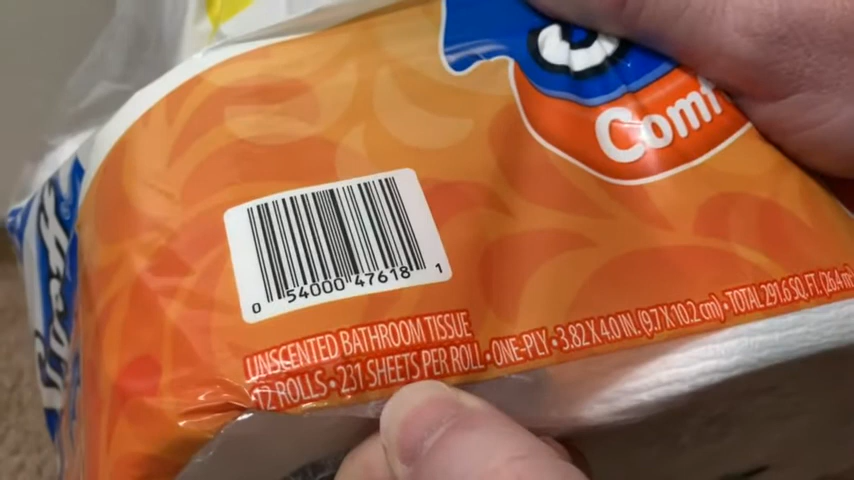 Comf
0 54000 47618 1
UNSCENTED BATHROOM TISSUE
12 ROLLS • 231 SHEETS PER ROLL • ONE-PLY • 3.82 X 4.0 IN. (9.7 X 10.2 cm) • TOTAL 291.6 SQ. FT. (26.4 m